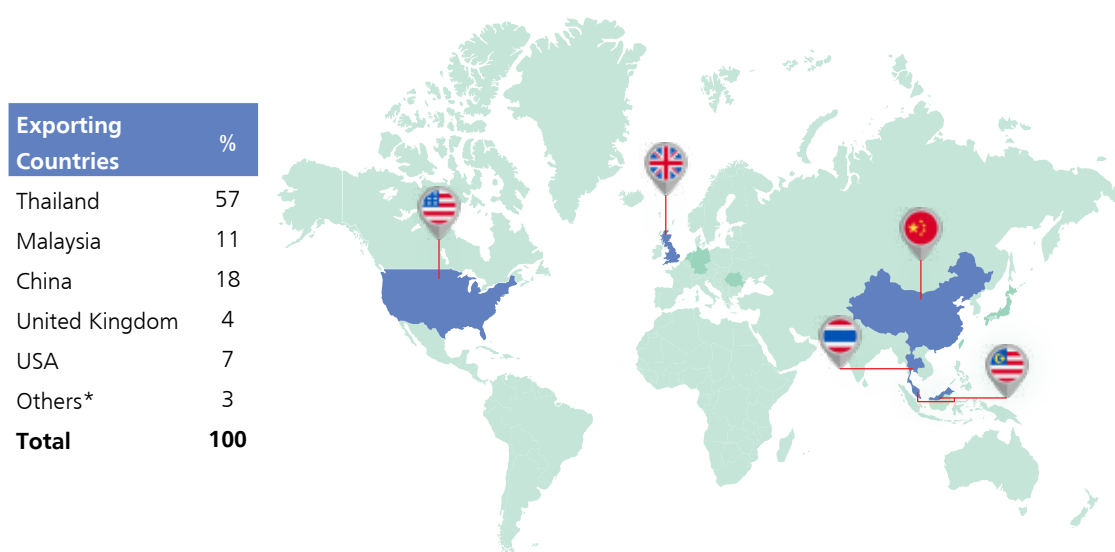 Exporting
Countries %
Thailand 57
Malaysia 11
China 18
United Kingdom 4
USA 7
Others* 3
Total 100